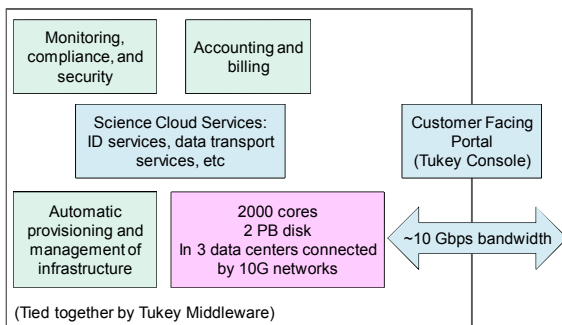 Monitoring,
compliance, and
security
Accounting and
billing
Science Cloud Services:
ID services, data transport
services, etc
Customer Facing
Portal
(Tukey Console)
Automatic
provisioning and
management of
infrastructure
2000 cores
2 PB disk
In 3 data centers connected
by 10G networks
~10 Gbps bandwidth
(Tied together by Tukey Middleware)